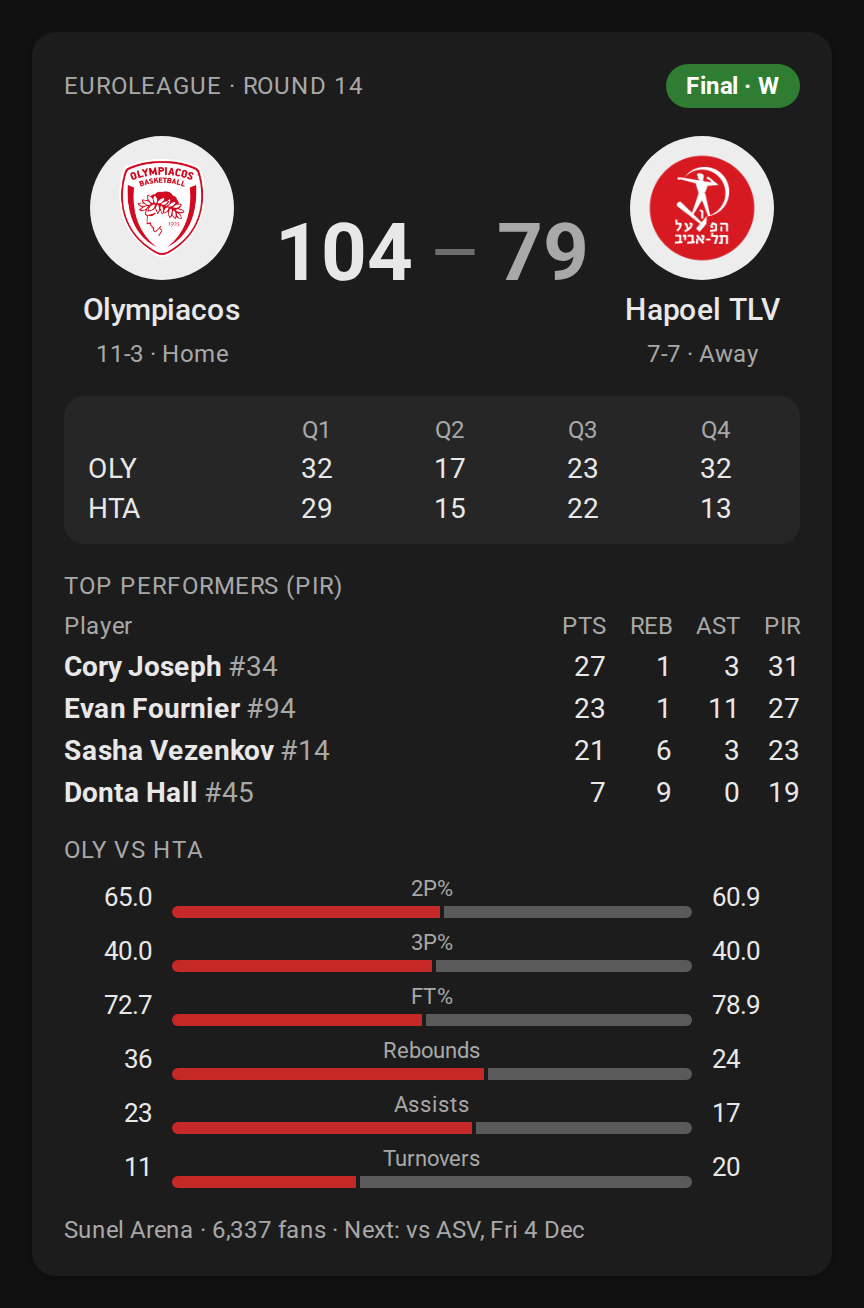 EUROLEAGUE · ROUND 14
Final · W
OLYMPIACOS
BASKETBALL
1925
הפועל
תל-אביב
104 – 79
Olympiacos
Hapoel TLV
11-3 · Home
7-7 · Away
Q1 Q2 Q3 Q4
OLY 32 17 23 32
HTA 29 15 22 13
TOP PERFORMERS (PIR)
Player PTS REB AST PIR
Cory Joseph #34 27 1 3 31
Evan Fournier #94 23 1 11 27
Sasha Vezenkov #14 21 6 3 23
Donta Hall #45 7 9 0 19
OLY VS HTA
2P%
65.0 60.9
3P%
40.0 40.0
FT%
72.7 78.9
Rebounds
36 24
Assists
23 17
Turnovers
11 20
Sunel Arena · 6,337 fans · Next: vs ASV, Fri 4 Dec